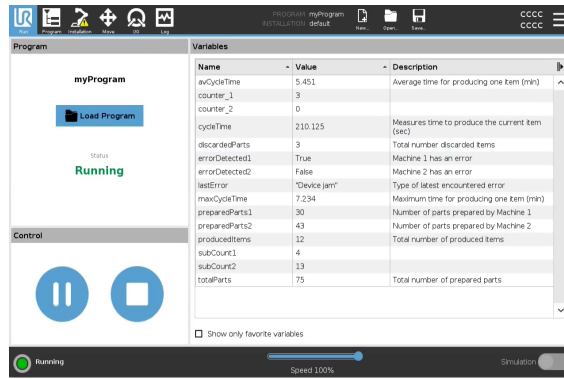 UR
PROGRAM myProgram
INSTALLATION default
CCCC
CCCC
Run Program Installation Move I/O Log New... Open... Save...
Program
Variables
myProgram
Load Program
Status
Running
Control
Name Value Description
avCycleTime 5.451 Average time for producing one item (min)
counter_1 3
counter_2 0
cycleTime 210.125 Measures time to produce the current item
(sec)
discardedParts 3 Total number discarded items
errorDetected1 True Machine 1 has an error
errorDetected2 False Machine 2 has an error
lastError "Device jam" Type of latest encountered error
maxCycleTime 7.234 Maximum time for producing one item (min)
preparedParts1 30 Number of parts prepared by Machine 1
preparedParts2 43 Number of parts prepared by Machine 2
producedItems 12 Total number of produced items
subCount1 4
subCount2 13
totalParts 75 Total number of prepared parts
Show only favorite variables
Running
Speed 100%
Simulation